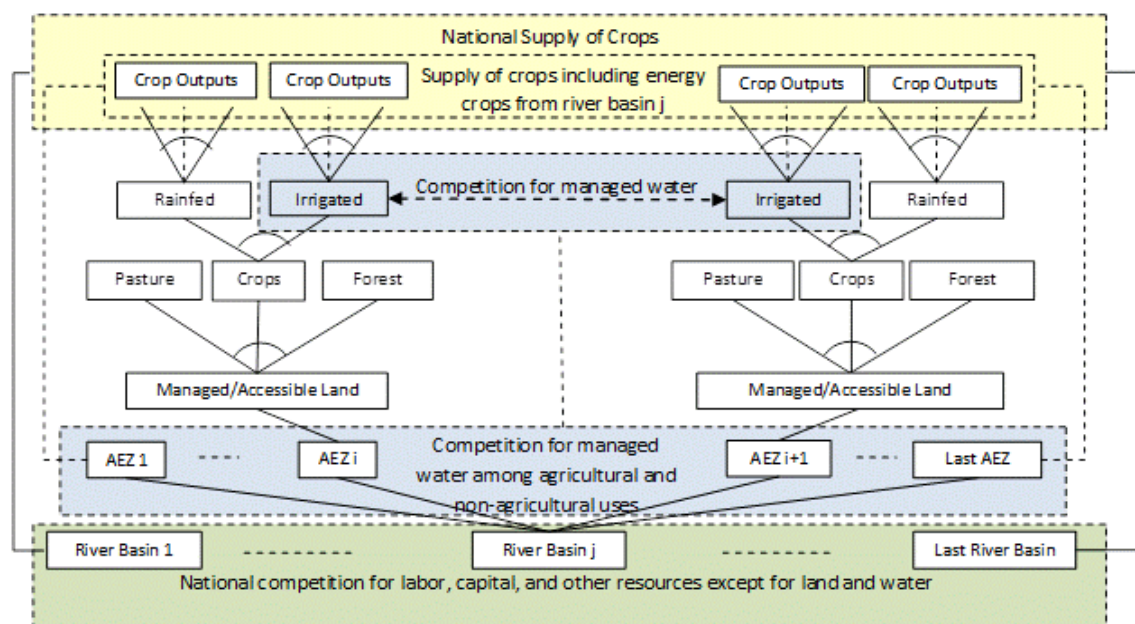 National Supply of Crops
Crop Outputs
Crop Outputs
Supply of crops including energy
crops from river basin j
Crop Outputs
Crop Outputs
Rainfed
Irrigated
Competition for managed water
Irrigated
Rainfed
Pasture
Crops
Forest
Pasture
Crops
Forest
Managed/Accessible Land
Managed/Accessible Land
AEZ 1
AEZ i
Competition for managed
water among agricultural and
non-agricultural uses
AEZ i+1
Last AEZ
River Basin 1
River Basin j
Last River Basin
National competition for labor, capital, and other resources except for land and water